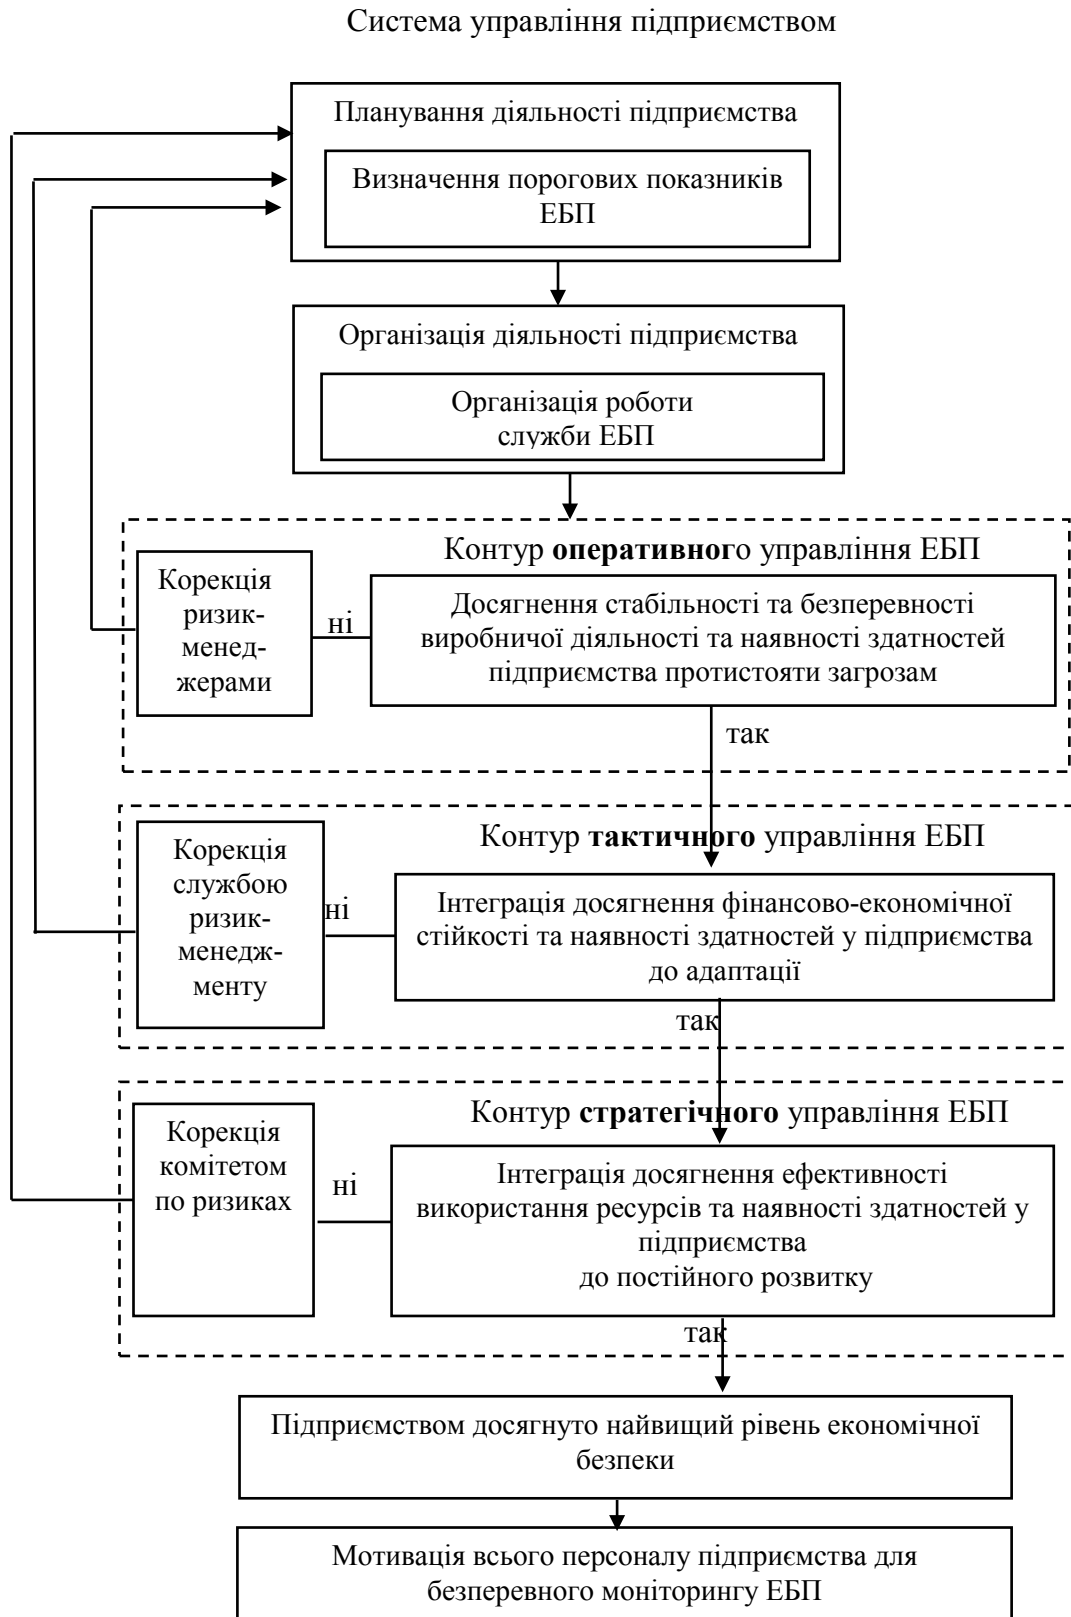 Система управління підприємством
Планування діяльності підприємства
Визначення порогових показників
ЕБП
Організація діяльності підприємства
Організація роботи
служби ЕБП
Контур оперативного управління ЕБП
Корекція
ризик-
менед-
жерами
ні
Досягнення стабільності та безперевності
виробничої діяльності та наявності здатностей
підприємства протистояти загрозам
так
Контур тактичного управління ЕБП
Корекція
службою
ризик-
менедж-
менту
ні
Інтеграція досягнення фінансово-економічної
стійкості та наявності здатностей у підприємства
до адаптації
так
Контур стратегічного управління ЕБП
Корекція
комітетом
по ризиках
ні
Інтеграція досягнення ефективності
використання ресурсів та наявності здатностей у
підприємства
до постійного розвитку
так
Підприємством досягнуто найвищий рівень економічної
безпеки
Мотивація всього персоналу підприємства для
безперевного моніторингу ЕБП